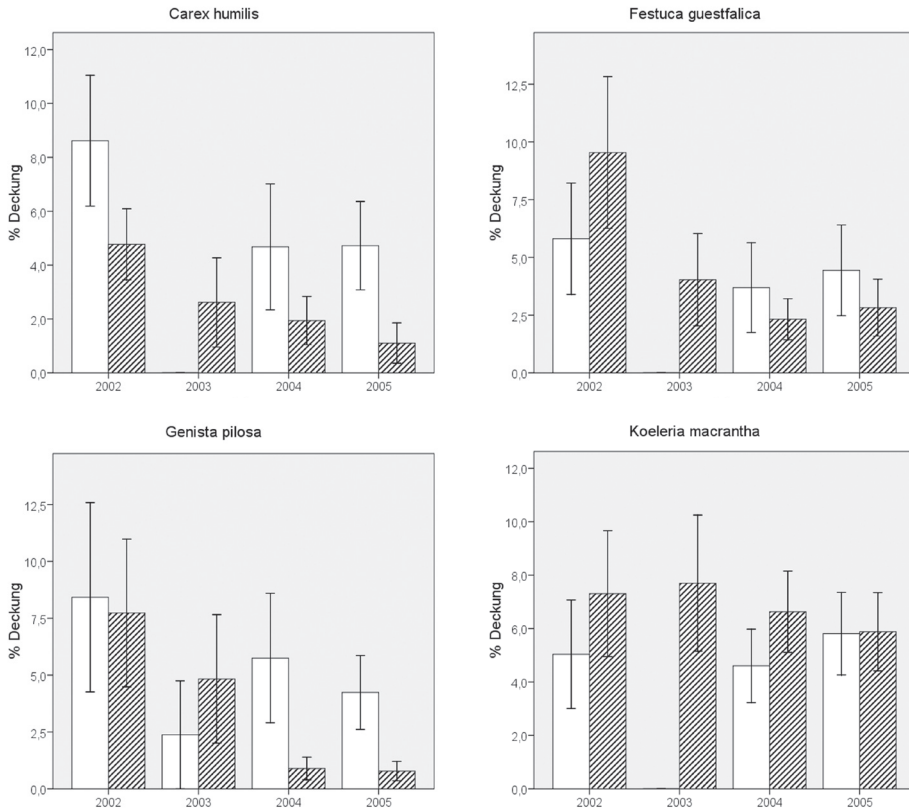 Carex humilis
% Deckung
12,0
10,0
8,0
6,0
4,0
2,0
0,0
2002 2003 2004 2005
Festuca guestfalica
% Deckung
12,5
10,0
7,5
5,0
2,5
0,0
2002 2003 2004 2005
Genista pilosa
% Deckung
12,5
10,0
7,5
5,0
2,5
0,0
2002 2003 2004 2005
Koeleria macrantha
% Deckung
12,0
10,0
8,0
6,0
4,0
2,0
0,0
2002 2003 2004 2005